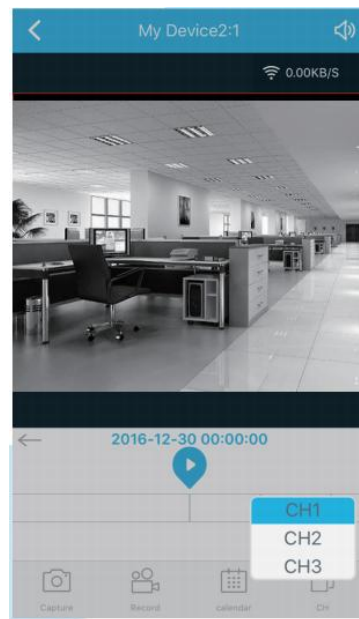 My Device2:1
0.00KB/S
2016-12-30 00:00:00
CH1
CH2
CH3
Capture
Record
calendar
CH